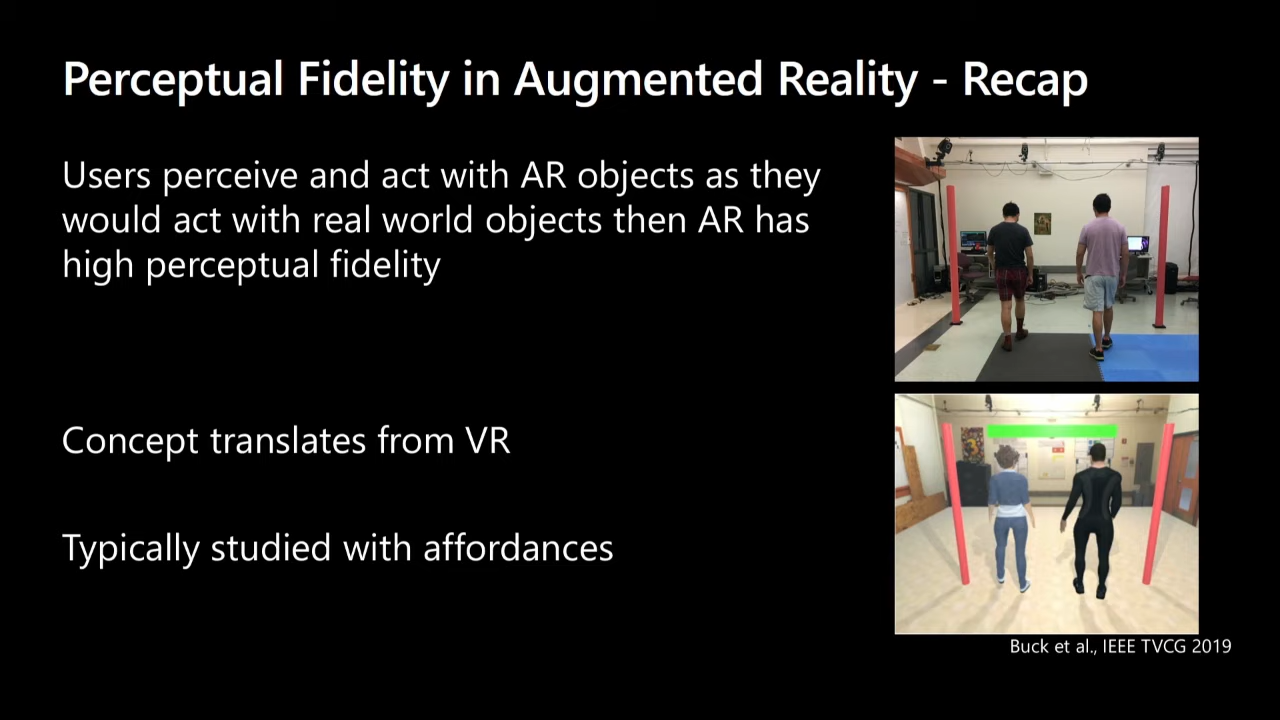 Perceptual Fidelity in Augmented Reality - Recap
Users perceive and act with AR objects as they
would act with real world objects then AR has
high perceptual fidelity
Concept translates from VR
Typically studied with affordances
Buck et al., IEEE TVCG 2019